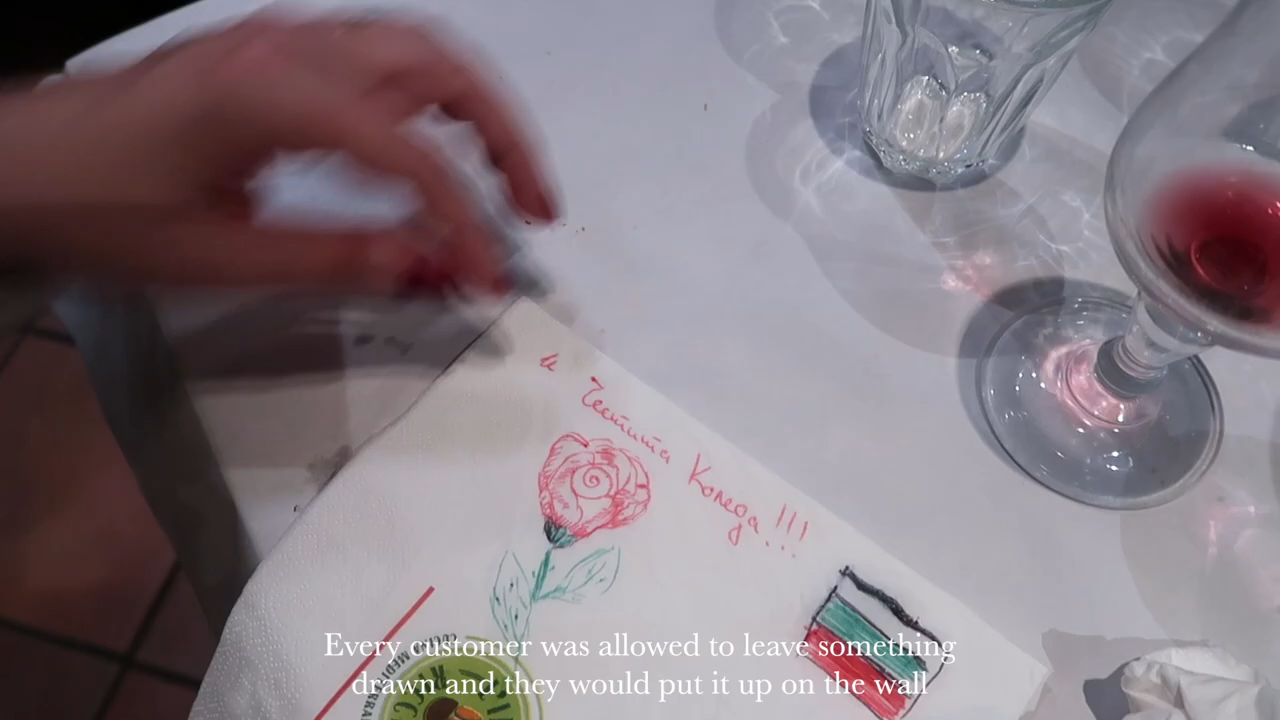 " Честита Коледа !!!
Every customer was allowed to leave something
drawn and they would put it up on the wall